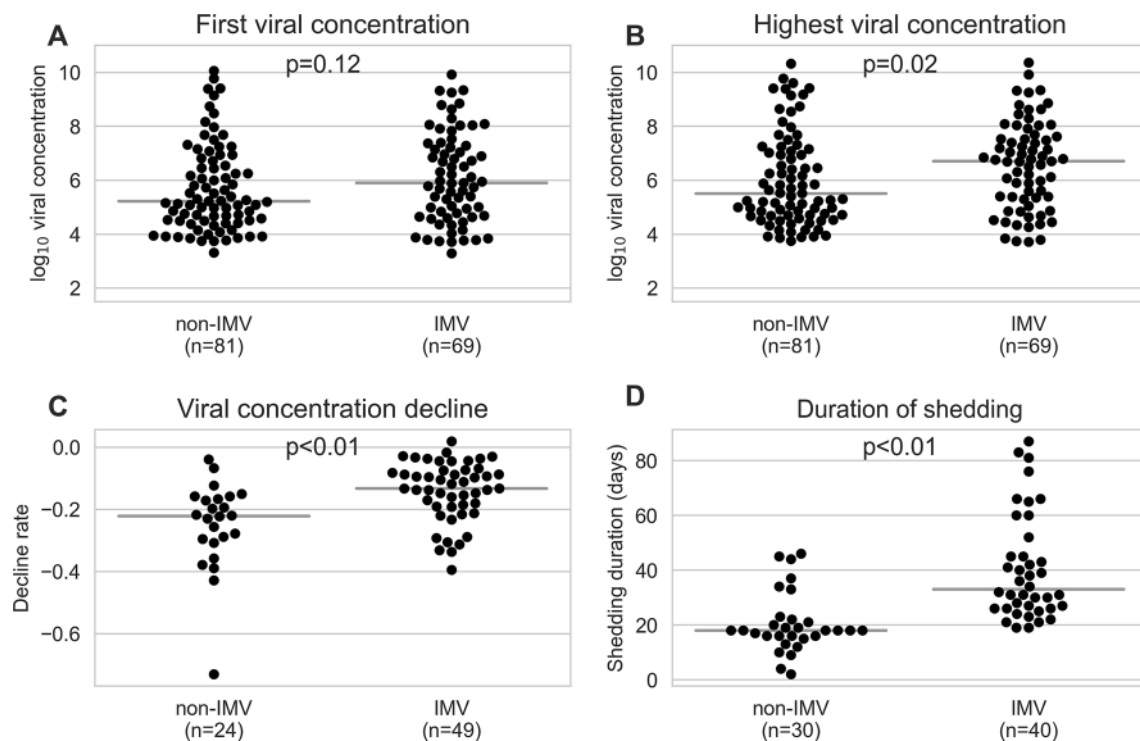 A First viral concentration
p=0.12
log₁₀ viral concentration
10
8
6
4
2
non-IMV
(n=81)
IMV
(n=69)
B Highest viral concentration
p=0.02
log₁₀ viral concentration
10
8
6
4
2
non-IMV
(n=81)
IMV
(n=69)
C Viral concentration decline
p<0.01
Decline rate
0.0
−0.2
−0.4
−0.6
non-IMV
(n=24)
IMV
(n=49)
D Duration of shedding
p<0.01
Shedding duration (days)
80
60
40
20
0
non-IMV
(n=30)
IMV
(n=40)